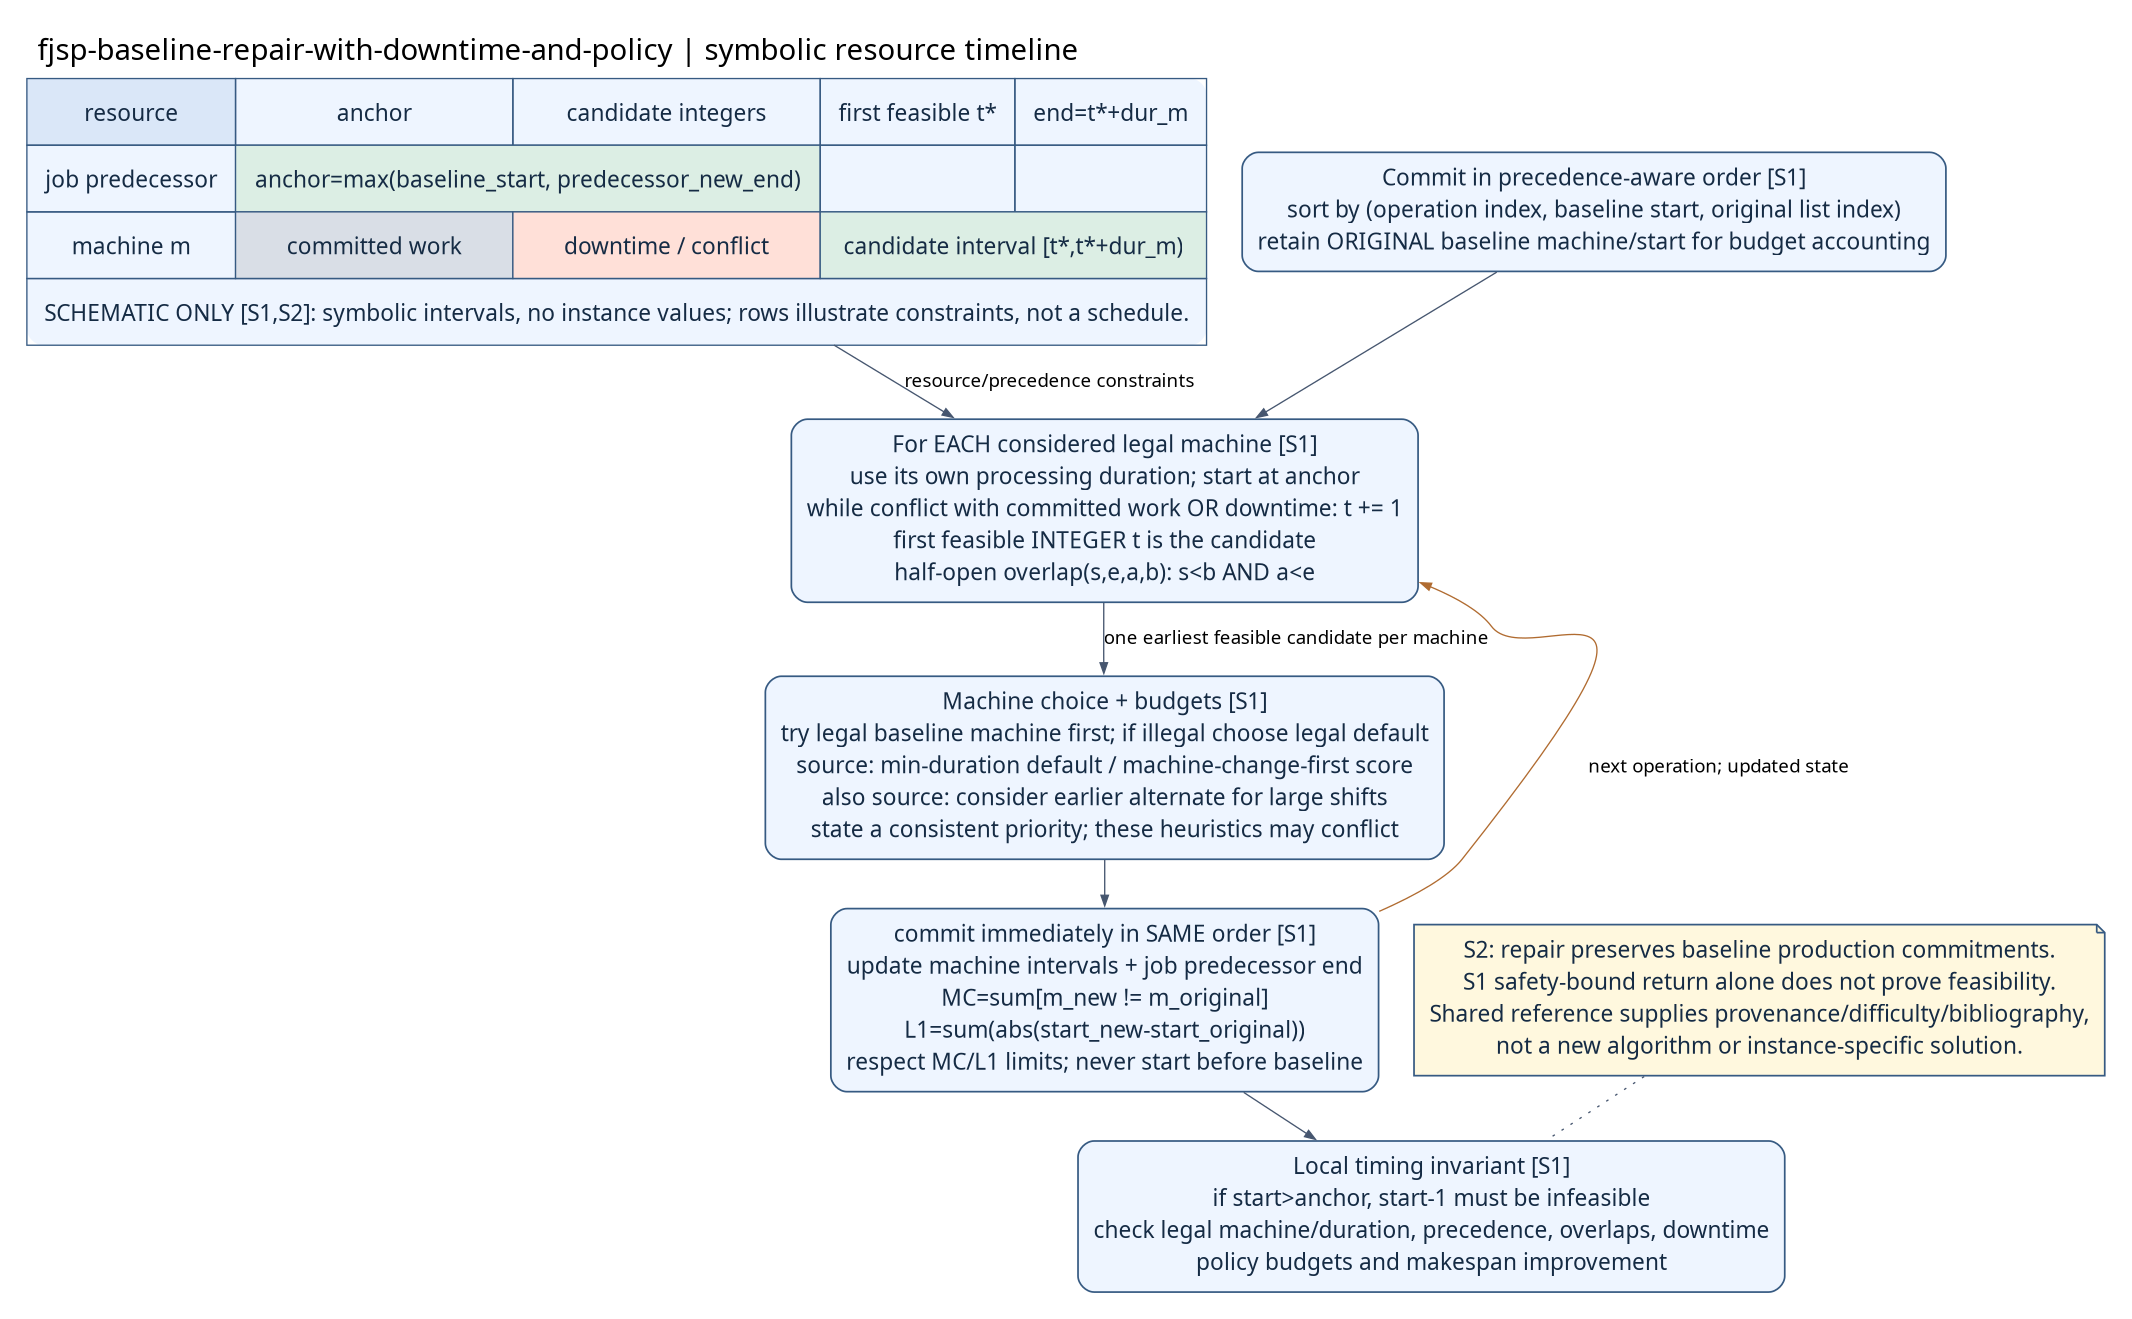 fjsp-baseline-repair-with-downtime-and-policy | symbolic resource timeline
resource
anchor
candidate integers
first feasible t*
end=t*+dur_m
job predecessor
anchor=max(baseline_start, predecessor_new_end)
machine m
committed work
downtime / conflict
candidate interval [t*,t*+dur_m)
SCHEMATIC ONLY [S1,S2]: symbolic intervals, no instance values; rows illustrate constraints, not a schedule.
Commit in precedence-aware order [S1]
sort by (operation index, baseline start, original list index)
retain ORIGINAL baseline machine/start for budget accounting
resource/precedence constraints
For EACH considered legal machine [S1]
use its own processing duration; start at anchor
while conflict with committed work OR downtime: t += 1
first feasible INTEGER t is the candidate
half-open overlap(s,e,a,b): s<b AND a<e
one earliest feasible candidate per machine
Machine choice + budgets [S1]
try legal baseline machine first; if illegal choose legal default
source: min-duration default / machine-change-first score
also source: consider earlier alternate for large shifts
state a consistent priority; these heuristics may conflict
next operation; updated state
commit immediately in SAME order [S1]
update machine intervals + job predecessor end
MC=sum[m_new != m_original]
L1=sum(abs(start_new-start_original))
respect MC/L1 limits; never start before baseline
S2: repair preserves baseline production commitments.
S1 safety-bound return alone does not prove feasibility.
Shared reference supplies provenance/difficulty/bibliography,
not a new algorithm or instance-specific solution.
Local timing invariant [S1]
if start>anchor, start-1 must be infeasible
check legal machine/duration, precedence, overlaps, downtime
policy budgets and makespan improvement